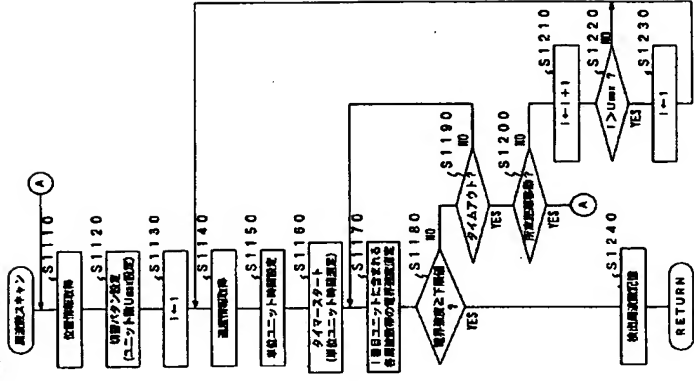 周波数スキャン
A
S1110
位置情報取得
S1120
切替パタン設定
(ユニット数Umax設定)
S1130
i←1
S1140
速度情報取得
S1150
単位ユニット時間設定
S1160
タイマースタート
(単位ユニット時間測定)
S1170
i番目ユニットに含まれる
各周波数帯の電界強度測定
S1180
電界強度≧下限値
?
NO
YES
S1190
タイムアウト?
NO
YES
S1200
所定距離移動?
NO
YES
A
S1210
i←i+1
S1220
i>Umax ?
NO
YES
S1230
i←1
S1240
検出周波数記憶
RETURN